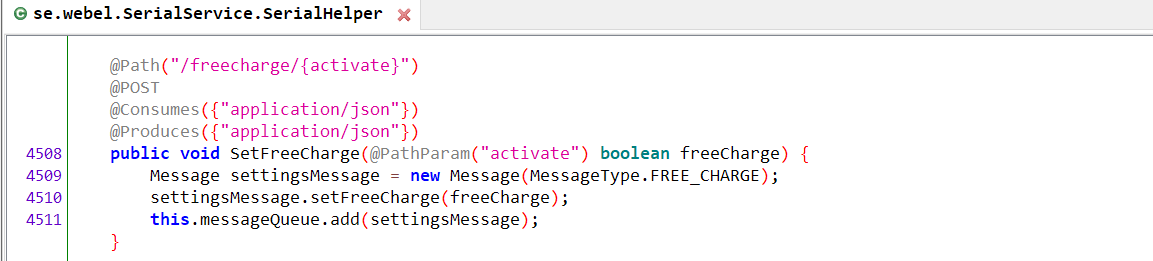 se.webel.SerialService.SerialHelper
@Path("/freecharge/{activate}")
@POST
@Consumes({"application/json"})
@Produces({"application/json"})
4508 public void SetFreeCharge(@PathParam("activate") boolean freeCharge) {
4509 Message settingsMessage = new Message(MessageType.FREE_CHARGE);
4510 settingsMessage.setFreeCharge(freeCharge);
4511 this.messageQueue.add(settingsMessage);
}